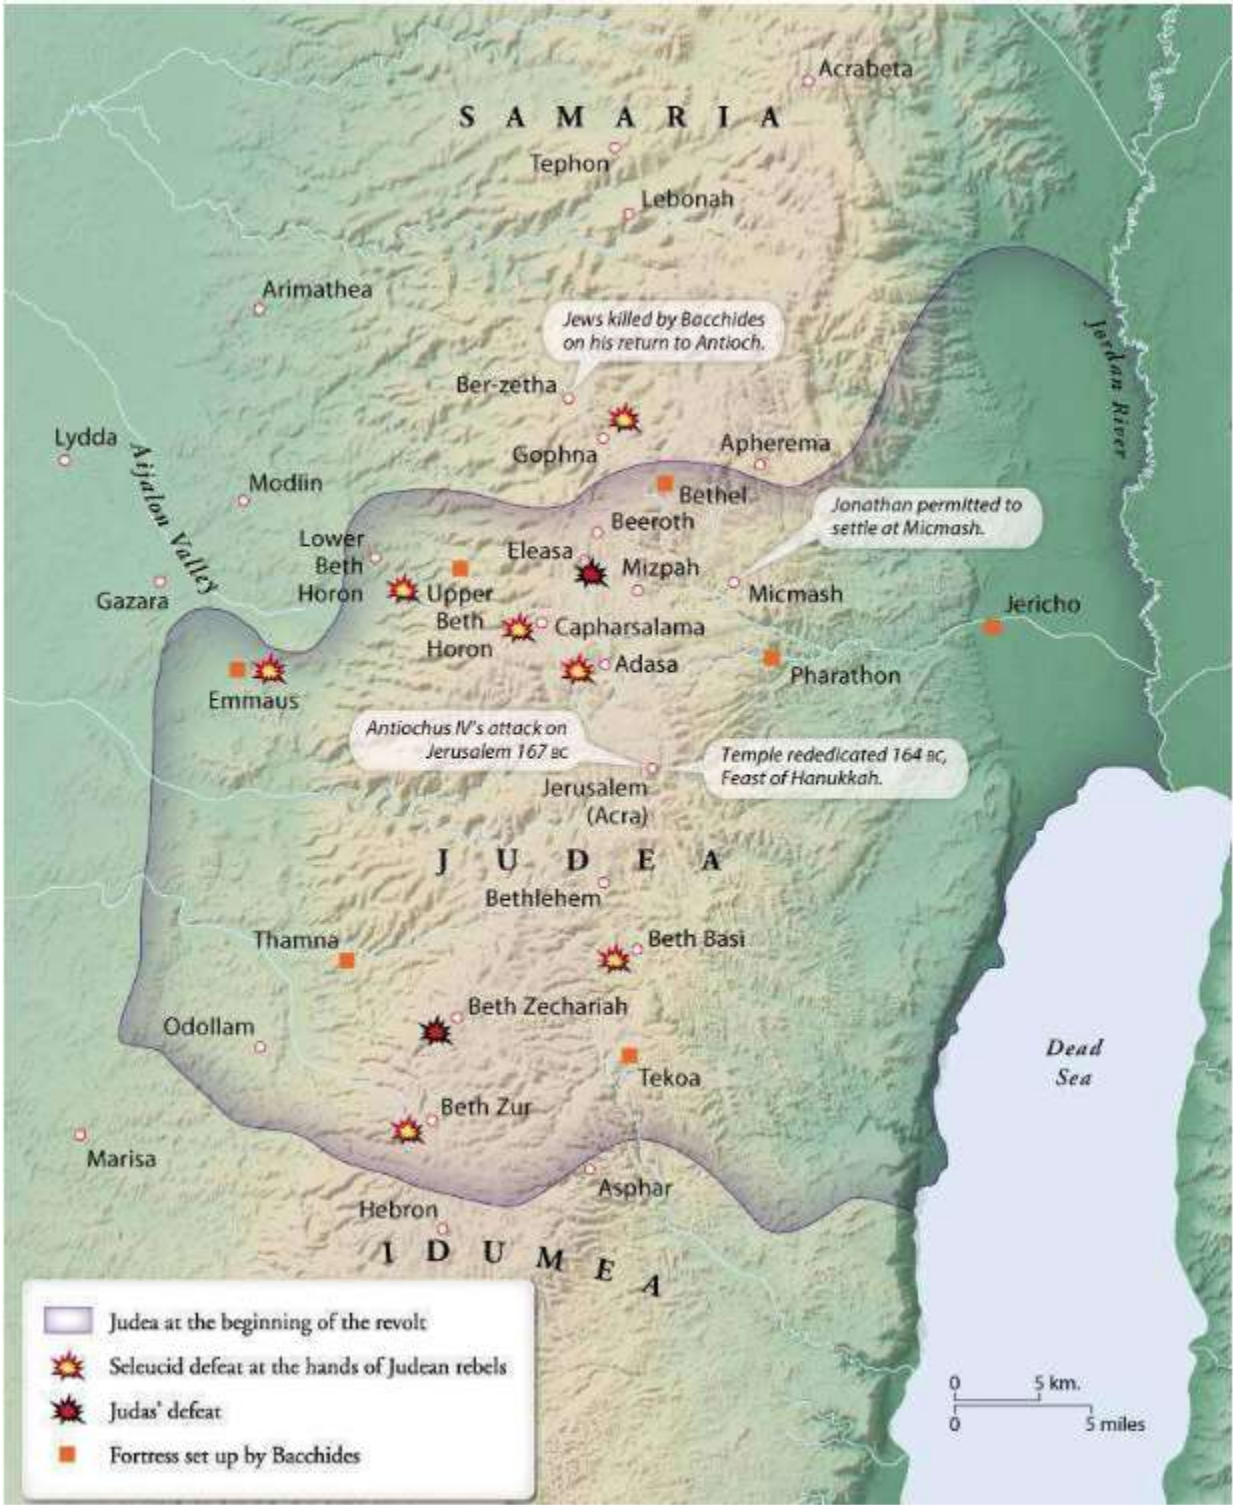 Acrabeta
SAMARIA
Tephon
Lebonah
Arimathea
Jews killed by Bacchides
on his return to Antioch.
Jordan River
Ber-zetha
Lydda
Aijalon Valley
Gophna
Apherema
Modiin
Bethel
Jonathan permitted to
settle at Micmash.
Beeroth
Lower
Beth
Horon
Eleasa
Mizpah
Gazara
Upper
Beth
Horon
Micmash
Jericho
Capharsalama
Adasa
Pharathon
Emmaus
Antiochus IV's attack on
Jerusalem 167 BC
Temple rededicated 164 BC,
Feast of Hanukkah.
Jerusalem
(Acra)
JUDEA
Bethlehem
Thamna
Beth Basi
Beth Zechariah
Odollam
Dead
Sea
Tekoa
Beth Zur
Marisa
Asphar
Hebron
IDUMEA
Judea at the beginning of the revolt
Seleucid defeat at the hands of Judean rebels
Judas' defeat
Fortress set up by Bacchides
0 5 km.
0 5 miles